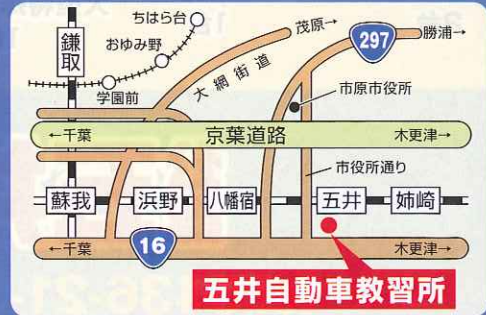 ちはら台
おゆみ野
学園前
鎌取
大網街道
茂原→
297
勝浦→
市原市役所
←千葉
京葉道路
木更津→
市役所通り
蘇我
浜野
八幡宿
五井
姉崎
←千葉
16
木更津→
五井自動車教習所